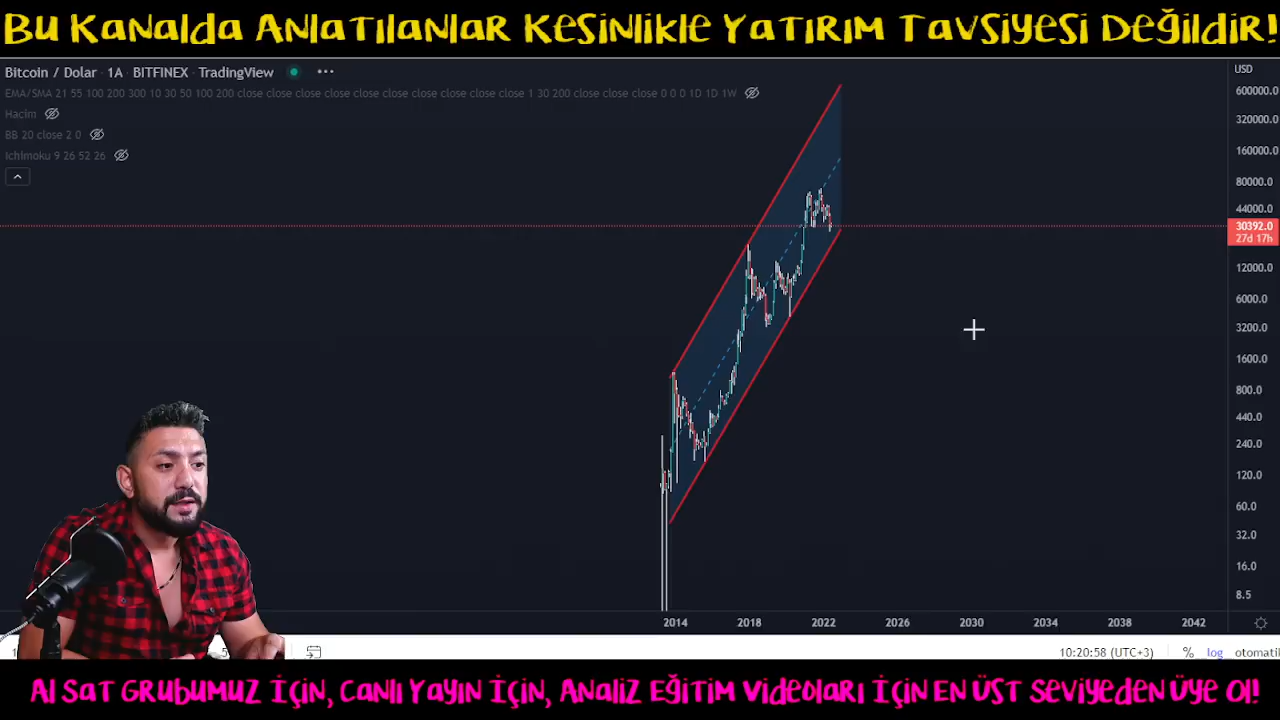 Bu Kanalda Anlatılanlar Kesinlikle Yatırım Tavsiyesi Değildir!
Bitcoin / Dolar · 1A · BITFINEX · TradingView
EMA/SMA 21 55 100 200 300 10 30 50 100 200 close close close close close close close close close close 1 30 200 close close close 0 0 0 1D 1D 1W
Hacim
BB 20 close 2 0
Ichimoku 9 26 52 26
USD
600000.0
320000.0
160000.0
80000.0
44000.0
30392.0
27d 17h
12000.0
6000.0
3200.0
1600.0
800.0
440.0
240.0
120.0
60.0
32.0
16.0
8.5
2014 2018 2022 2026 2030 2034 2038 2042
10:20:58 (UTC+3) % log otomati
Al Sat Grubumuz İçin, Canlı Yayın İçin, Analiz Eğitim Videoları İçin En Üst Seviyeden Üye Ol!